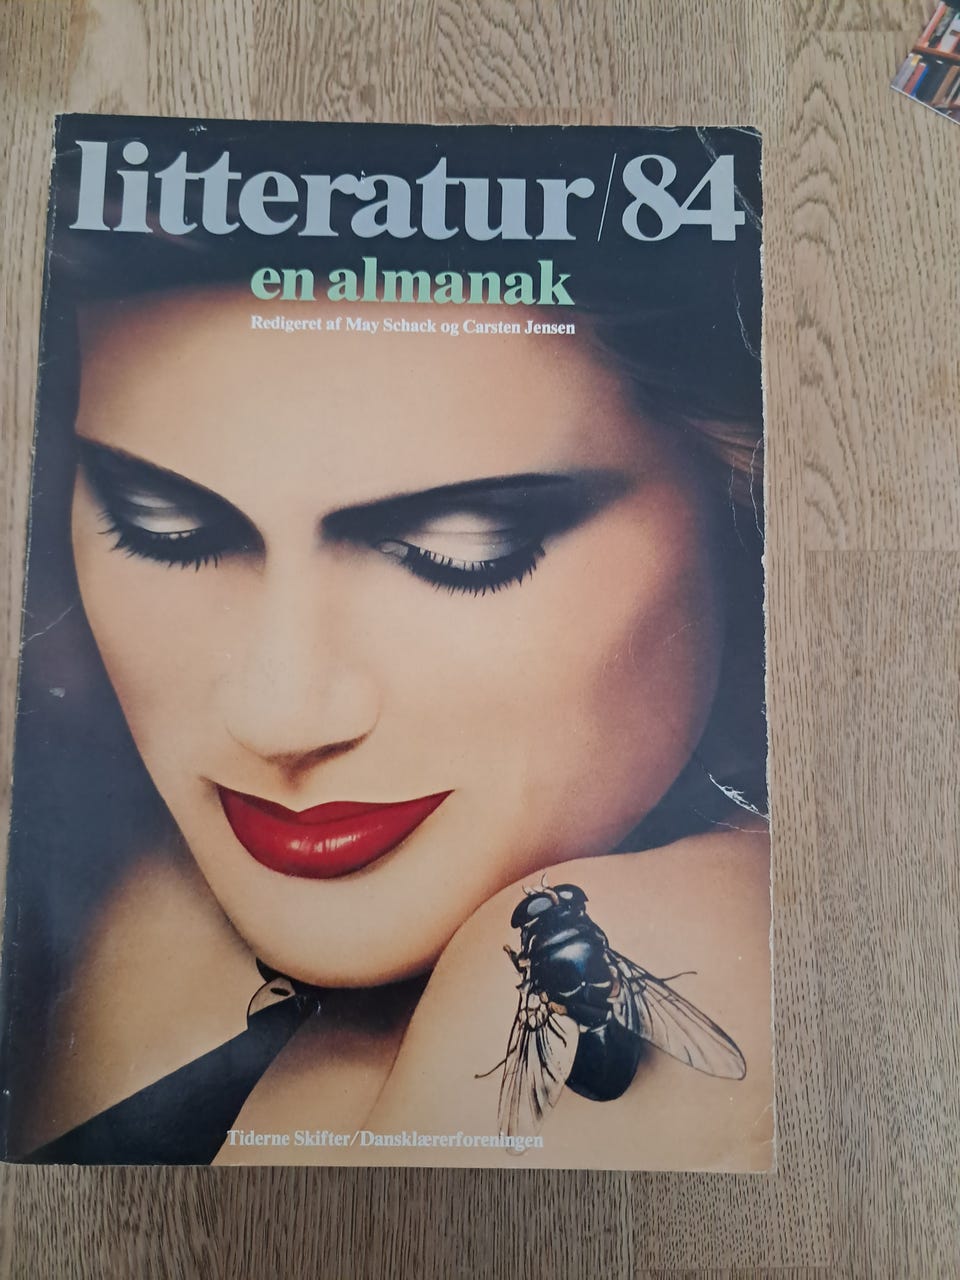 litteratur/84
en almanak
Redigeret af May Schack og Carsten Jensen
Tiderne Skifter/Dansklærerforeningen